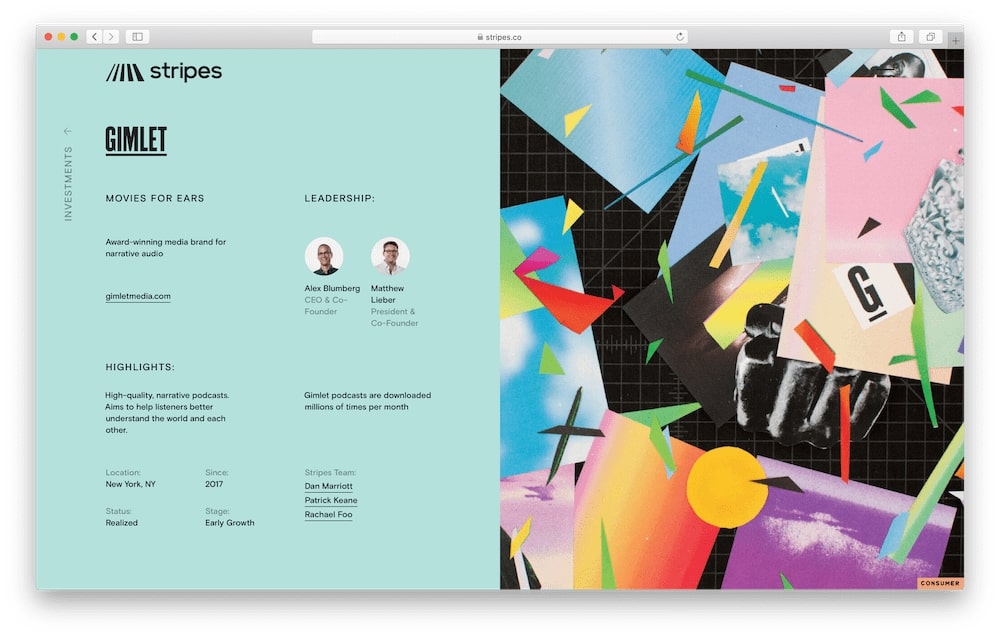 stripes.co
stripes
GIMLET
INVESTMENTS
MOVIES FOR EARS
Award-winning media brand for
narrative audio
gimletmedia.com
LEADERSHIP:
Alex Blumberg
CEO & Co-
Founder
Matthew
Lieber
President &
Co-Founder
HIGHLIGHTS:
High-quality, narrative podcasts.
Aims to help listeners better
understand the world and each
other.
Gimlet podcasts are downloaded
millions of times per month
Location:
New York, NY
Since:
2017
Status:
Realized
Stage:
Early Growth
Stripes Team:
Dan Marriott
Patrick Keane
Rachael Foo
G
CONSUMER